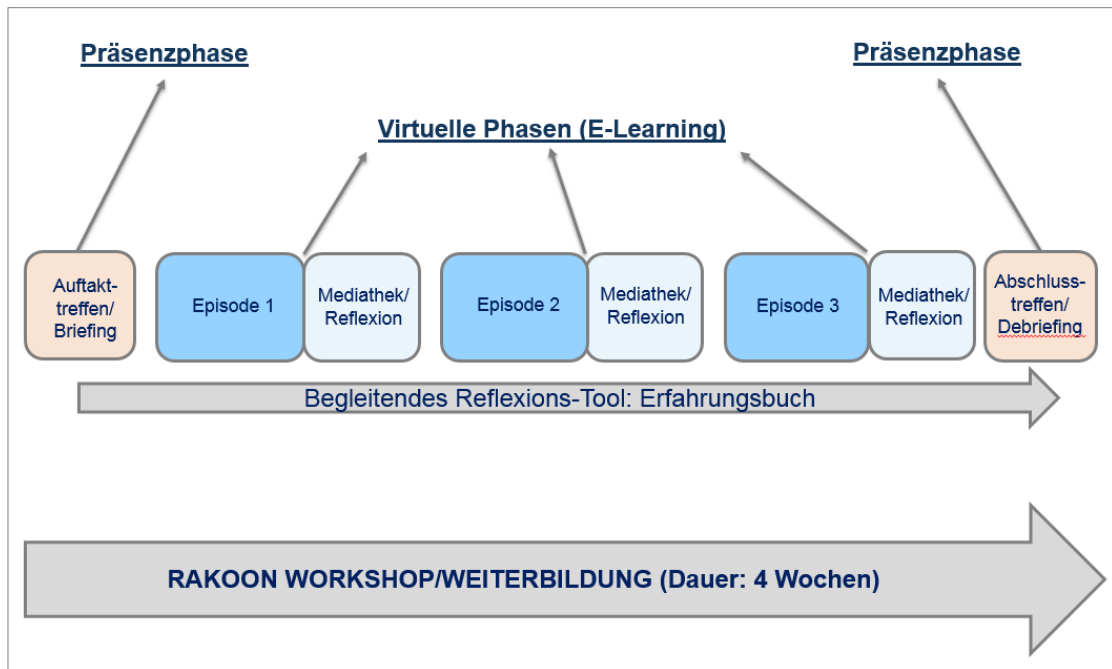 Präsenzphase
Präsenzphase
Virtuelle Phasen (E-Learning)
Auftakt-
treffen/
Briefing
Episode 1
Mediathek/
Reflexion
Episode 2
Mediathek/
Reflexion
Episode 3
Mediathek/
Reflexion
Abschluss-
treffen/
Debriefing
Begleitendes Reflexions-Tool: Erfahrungsbuch
RAKOON WORKSHOP/WEITERBILDUNG (Dauer: 4 Wochen)